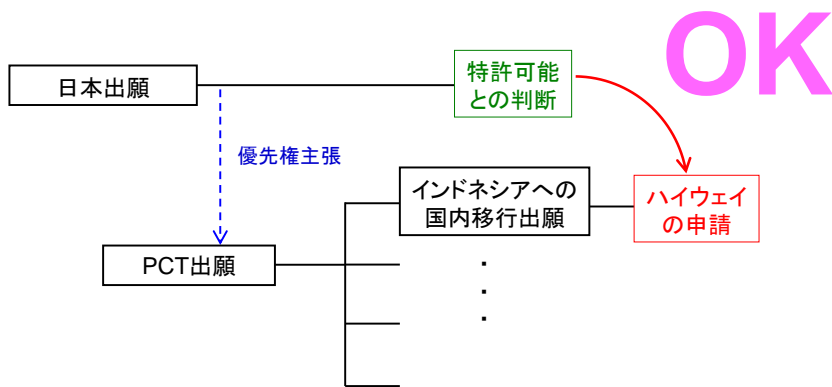 OK
日本出願
特許可能
との判断
優先権主張
インドネシアへの
国内移行出願
ハイウェイ
の申請
PCT出願
・
・
・